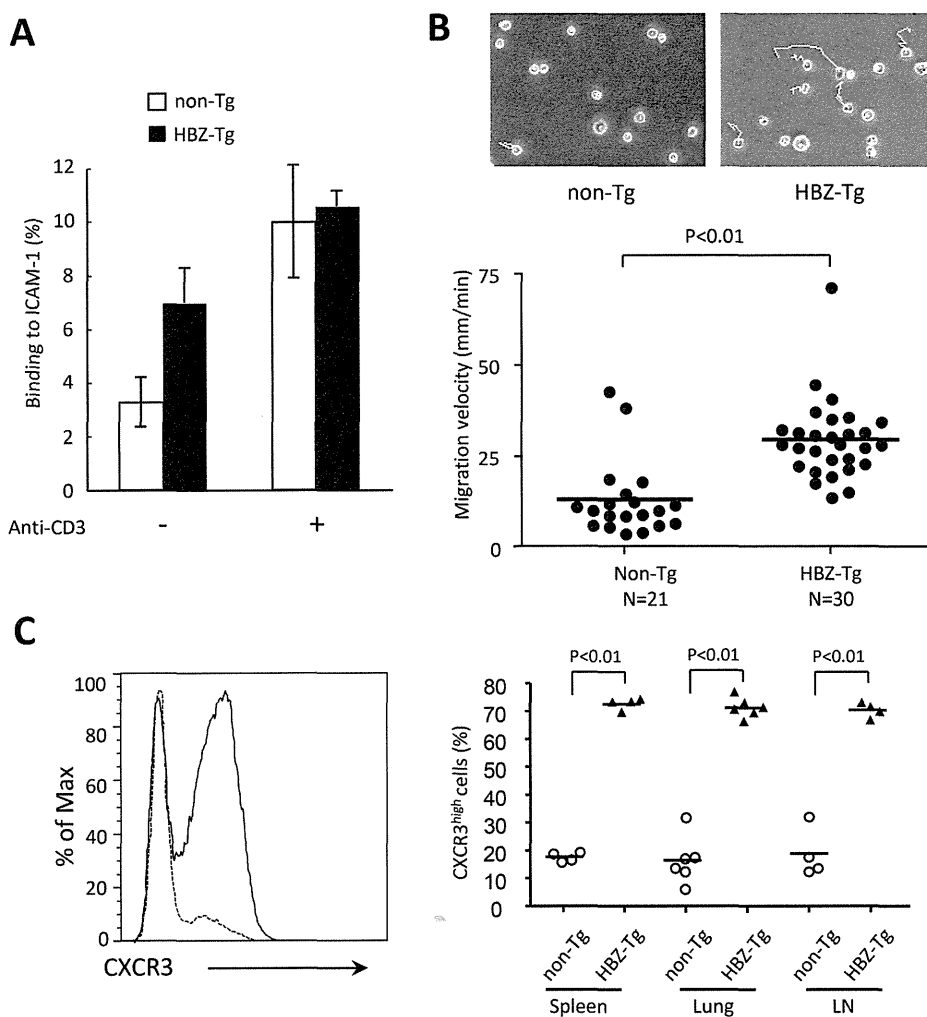 A
non-Tg
HBZ-Tg
12
10
8
6
4
2
0
Binding to ICAM-1 (%)
Anti-CD3 - +
B
non-Tg HBZ-Tg
P<0.01
75
50
25
0
Migration velocity (mm/min)
Non-Tg HBZ-Tg
N=21 N=30
C
100
80
60
40
20
0
% of Max
CXCR3
P<0.01 P<0.01 P<0.01
80
70
60
50
40
30
20
10
0
CXCR3high cells (%)
non-Tg HBZ-Tg non-Tg HBZ-Tg non-Tg HBZ-Tg
Spleen Lung LN